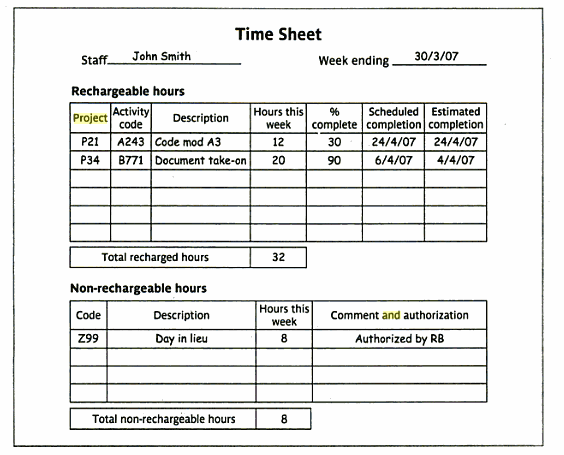 Time Sheet
Staff John Smith Week ending 30/3/07
Rechargeable hours
Project Activity code Description Hours this week % complete Scheduled completion Estimated completion
P21 A243 Code mod A3 12 30 24/4/07 24/4/07
P34 B771 Document take-on 20 90 6/4/07 4/4/07
Total recharged hours 32
Non-rechargeable hours
Code Description Hours this week Comment and authorization
Z99 Day in lieu 8 Authorized by RB
Total non-rechargeable hours 8